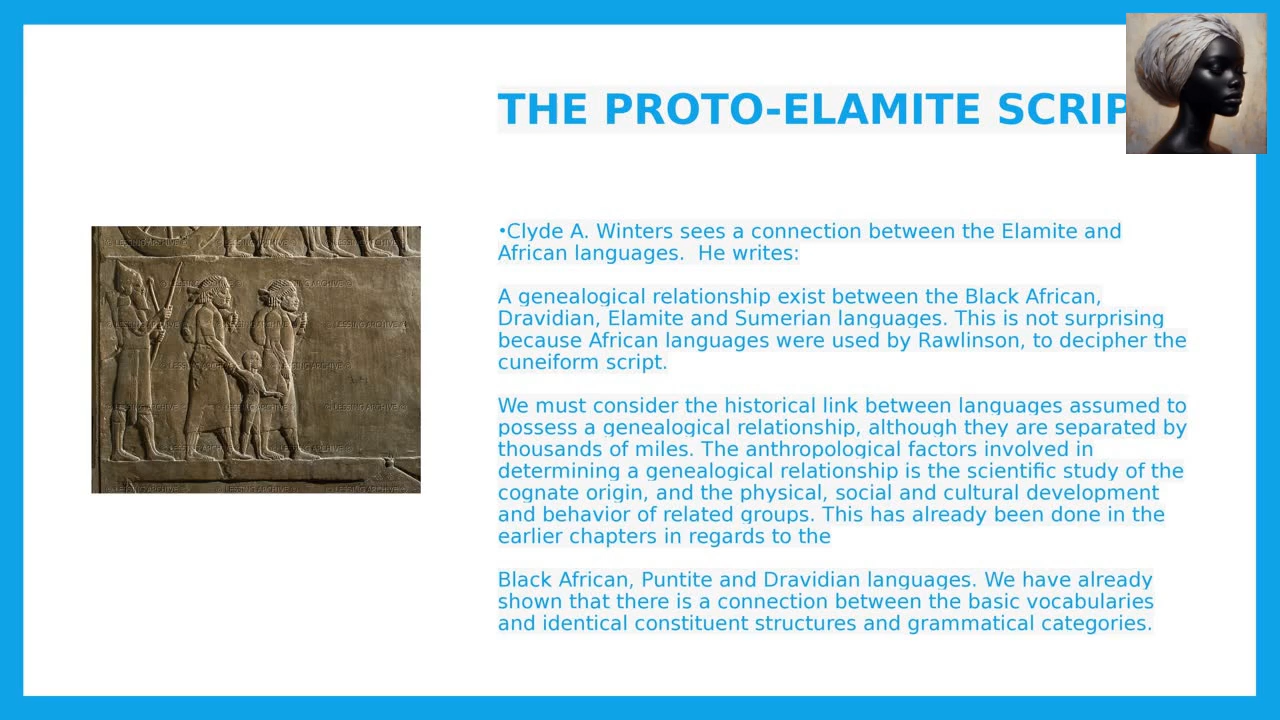 THE PROTO-ELAMITE SCRIP
•Clyde A. Winters sees a connection between the Elamite and
African languages.  He writes:
A genealogical relationship exist between the Black African,
Dravidian, Elamite and Sumerian languages. This is not surprising
because African languages were used by Rawlinson, to decipher the
cuneiform script.
We must consider the historical link between languages assumed to
possess a genealogical relationship, although they are separated by
thousands of miles. The anthropological factors involved in
determining a genealogical relationship is the scientific study of the
cognate origin, and the physical, social and cultural development
and behavior of related groups. This has already been done in the
earlier chapters in regards to the
Black African, Puntite and Dravidian languages. We have already
shown that there is a connection between the basic vocabularies
and identical constituent structures and grammatical categories.